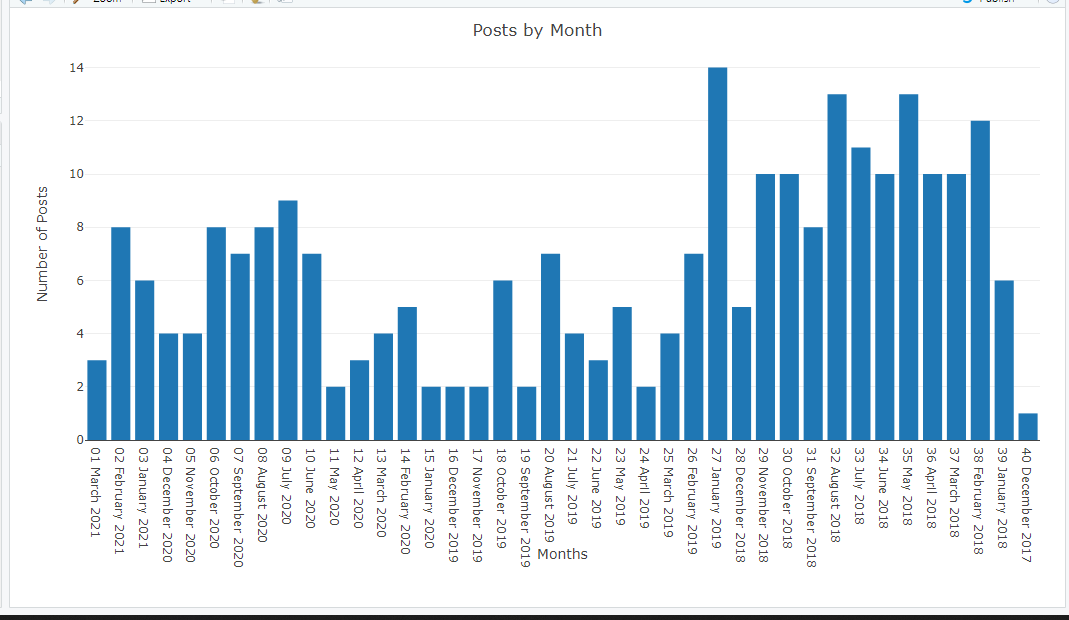 Posts by Month
Number of Posts
14
12
10
8
6
4
2
0
01 March 2021
02 February 2021
03 January 2021
04 December 2020
05 November 2020
06 October 2020
07 September 2020
08 August 2020
09 July 2020
10 June 2020
11 May 2020
12 April 2020
13 March 2020
14 February 2020
15 January 2020
16 December 2019
17 November 2019
18 October 2019
19 September 2019
20 August 2019
21 July 2019
22 June 2019
23 May 2019
24 April 2019
25 March 2019
26 February 2019
27 January 2019
28 December 2018
29 November 2018
30 October 2018
31 September 2018
32 August 2018
33 July 2018
34 June 2018
35 May 2018
36 April 2018
37 March 2018
38 February 2018
39 January 2018
40 December 2017
Months